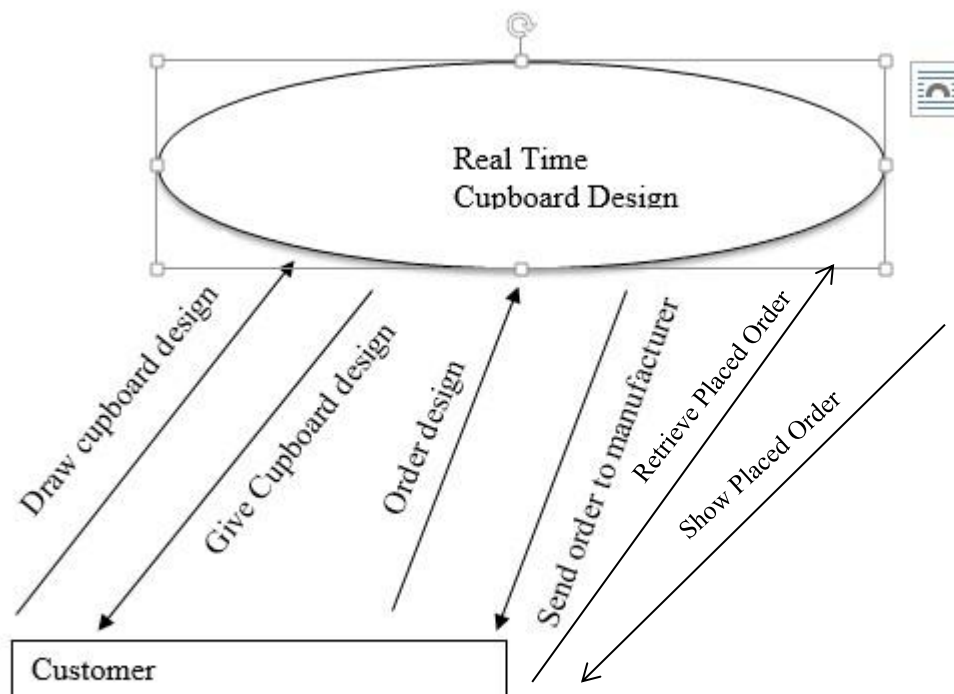 Real Time
Cupboard Design
Draw cupboard design
Give Cupboard design
Order design
Send order to manufacturer
Retrieve Placed Order
Show Placed Order
Customer